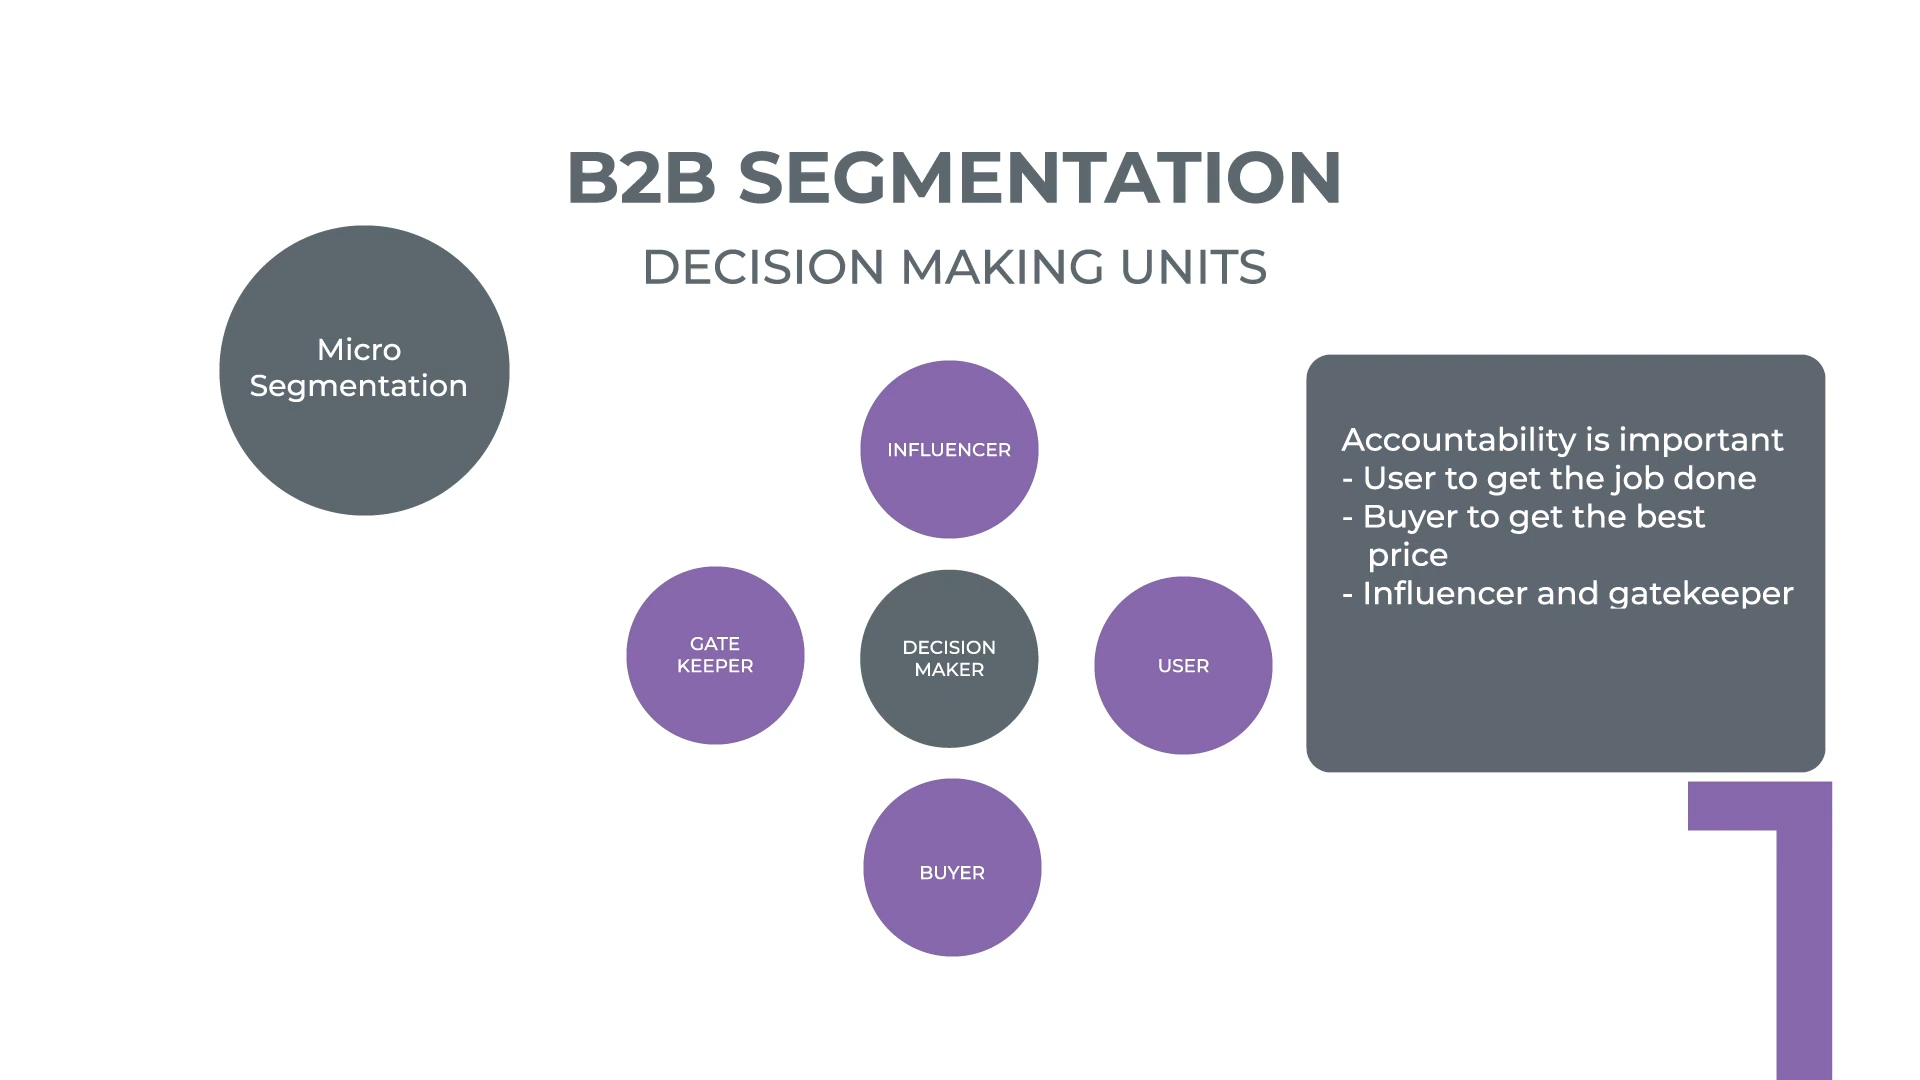 B2B SEGMENTATION
DECISION MAKING UNITS
Micro
Segmentation
INFLUENCER
GATE
KEEPER
DECISION
MAKER
USER
BUYER
Accountability is important
- User to get the job done
- Buyer to get the best
price
- Influencer and gatekeeper